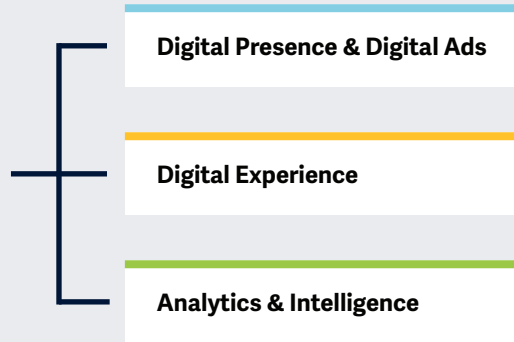 Digital Presence & Digital Ads
Digital Experience
Analytics & Intelligence